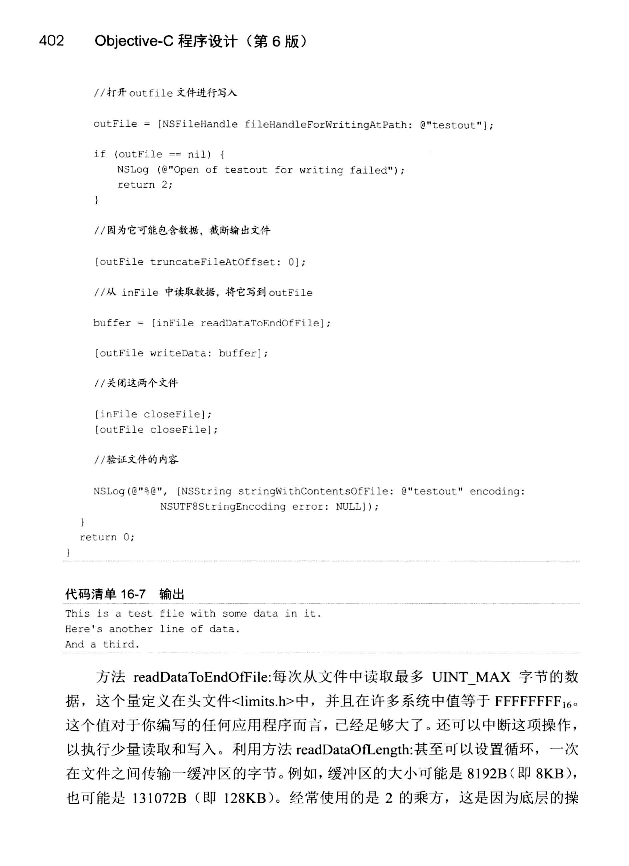 402 Objective-C 程序设计（第 6 版）
//打开 outfile 文件进行写入
outFile = [NSFileHandle fileHandleForWritingAtPath: @"testout"];
if (outFile == nil) {
NSLog (@"Open of testout for writing failed");
return 2;
}
//因为它可能包含数据，截断输出文件
[outFile truncateFileAtOffset: 0];
//从 inFile 中读取数据，将它写到 outFile
buffer = [inFile readDataToEndOfFile];
[outFile writeData: buffer];
//关闭这两个文件
[inFile closeFile];
[outFile closeFile];
//验证文件的内容
NSLog(@"%@", [NSString stringWithContentsOfFile: @"testout" encoding:
NSUTF8StringEncoding error: NULL]);
}
return 0;
}
代码清单 16-7 输出
This is a test file with some data in it.
Here's another line of data.
And a third.
方法 readDataToEndOfFile:每次从文件中读取最多 UINT_MAX 字节的数
据，这个量定义在头文件<limits.h>中，并且在许多系统中值等于 FFFFFFFF₁₆。
这个值对于你编写的任何应用程序而言，已经足够大了。还可以中断这项操作，
以执行少量读取和写入。利用方法 readDataOfLength:甚至可以设置循环，一次
在文件之间传输一缓冲区的字节。例如，缓冲区的大小可能是 8192B（即 8KB），
也可能是 131072B（即 128KB）。经常使用的是 2 的乘方，这是因为底层的操